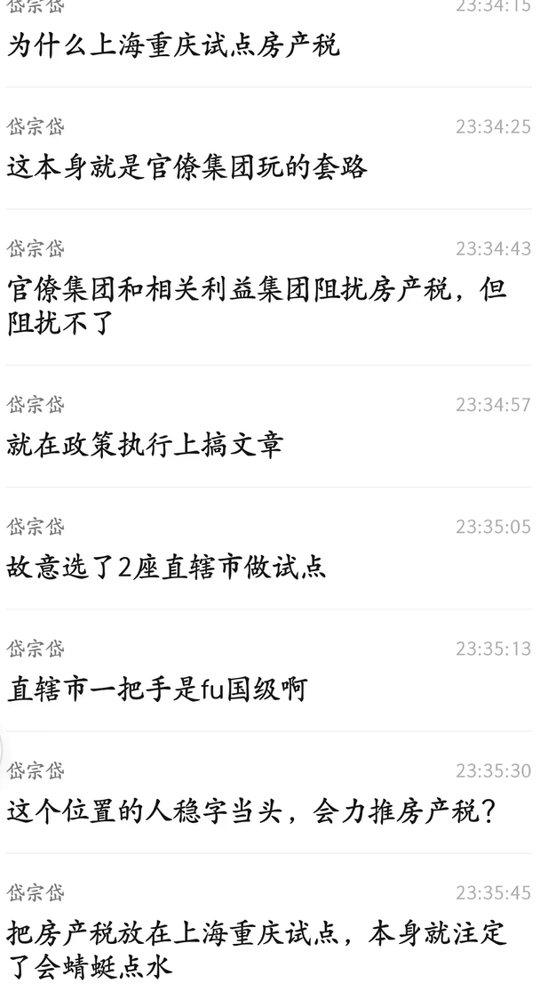 岱宗岱 23:34:15
为什么上海重庆试点房产税
岱宗岱 23:34:25
这本身就是官僚集团玩的套路
岱宗岱 23:34:43
官僚集团和相关利益集团阻扰房产税，但
阻扰不了
岱宗岱 23:34:57
就在政策执行上搞文章
岱宗岱 23:35:05
故意选了2座直辖市做试点
岱宗岱 23:35:13
直辖市一把手是fu国级啊
岱宗岱 23:35:30
这个位置的人稳字当头，会力推房产税？
岱宗岱 23:35:45
把房产税放在上海重庆试点，本身就注定
了会蜻蜓点水